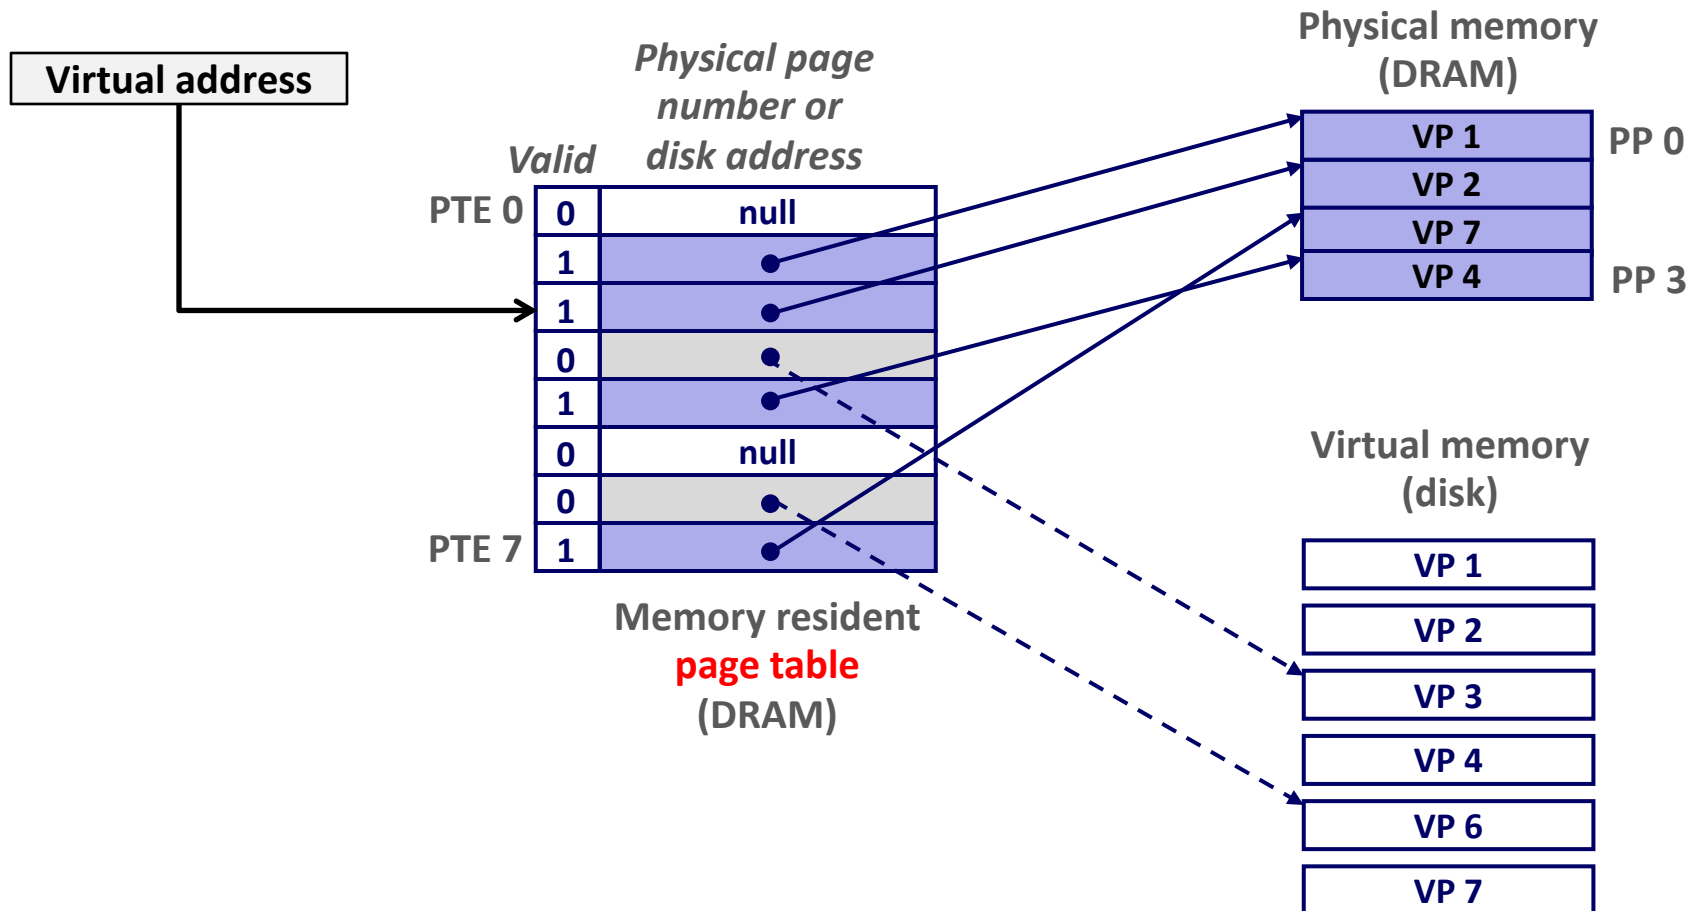 Virtual address
Physical page
number or
disk address
Valid
PTE 0
0
null
1
1
0
1
0
null
0
PTE 7
1
Memory resident
page table
(DRAM)
Physical memory
(DRAM)
VP 1
PP 0
VP 2
VP 7
VP 4
PP 3
Virtual memory
(disk)
VP 1
VP 2
VP 3
VP 4
VP 6
VP 7